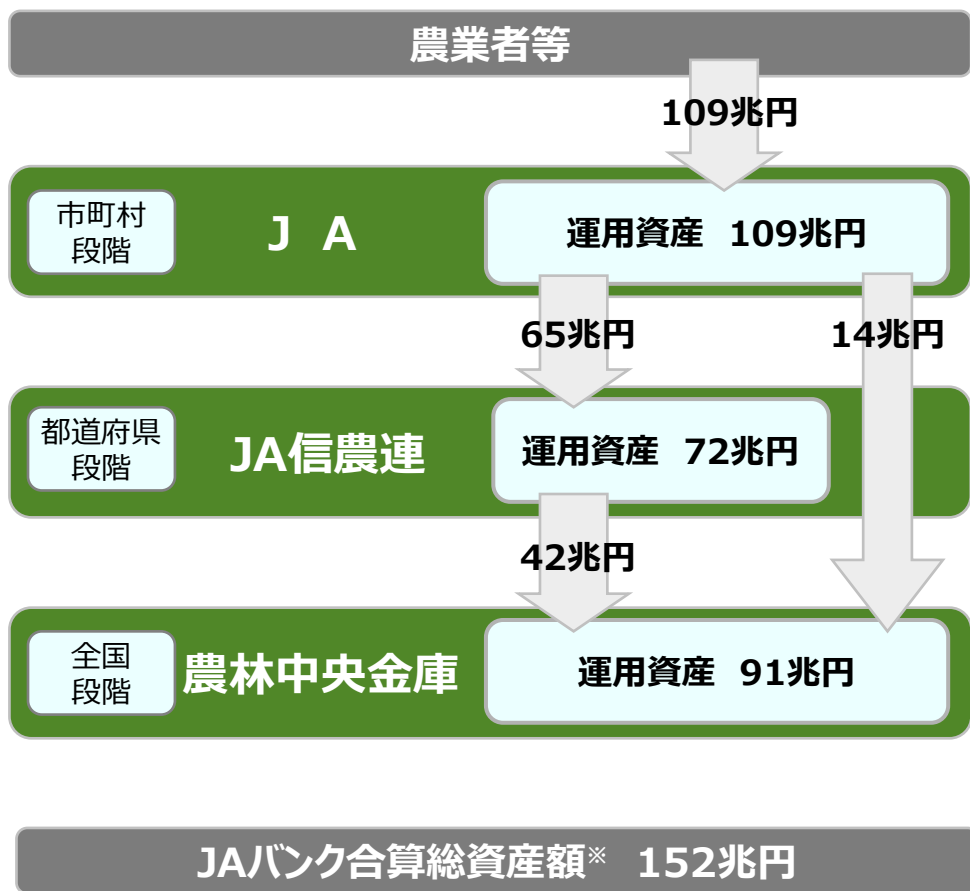 農業者等
109兆円
市町村
段階
J A
運用資産 109兆円
65兆円
14兆円
都道府県
段階
JA信農連
運用資産 72兆円
42兆円
全国
段階
農林中央金庫
運用資産 91兆円
JAバンク合算総資産額※ 152兆円